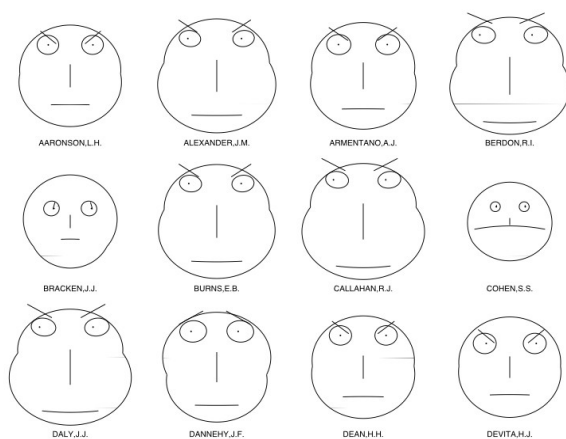 AARONSON,L.H.
ALEXANDER,J.M.
ARMENTANO,A.J.
BERDON,R.I.
BRACKEN,J.J.
BURNS,E.B.
CALLAHAN,R.J.
COHEN,S.S.
DALY,J.J.
DANNEHY,J.F.
DEAN,H.H.
DEVITA,H.J.